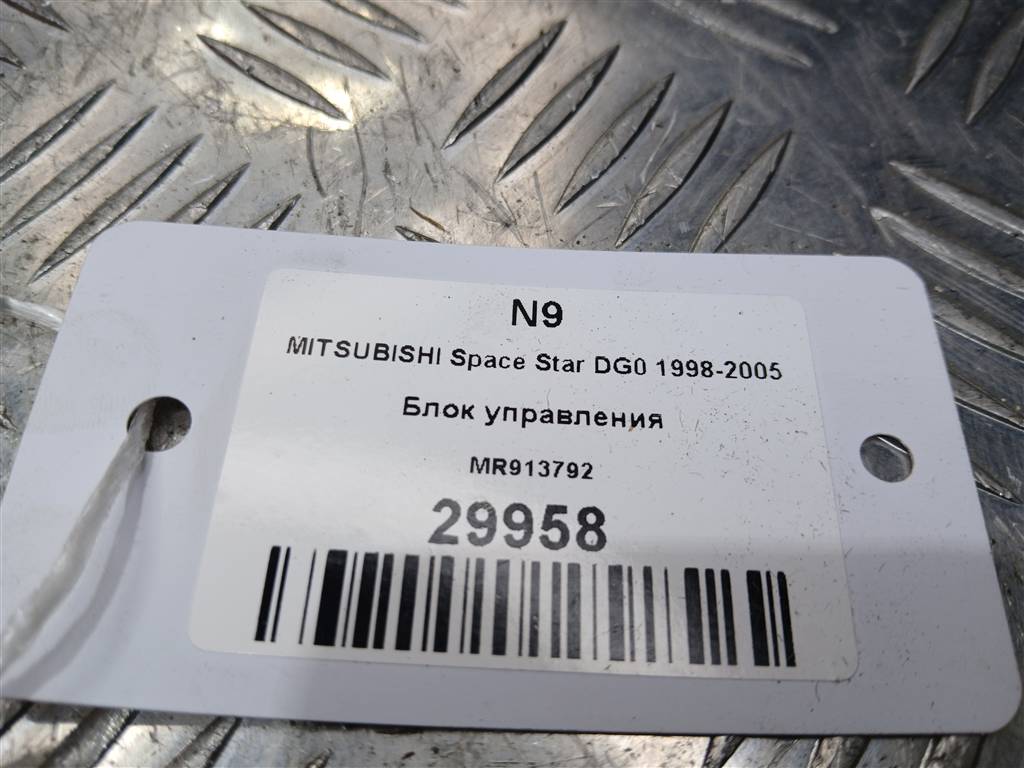 N9
MITSUBISHI Space Star DG0 1998-2005
Блок управления
MR913792
29958